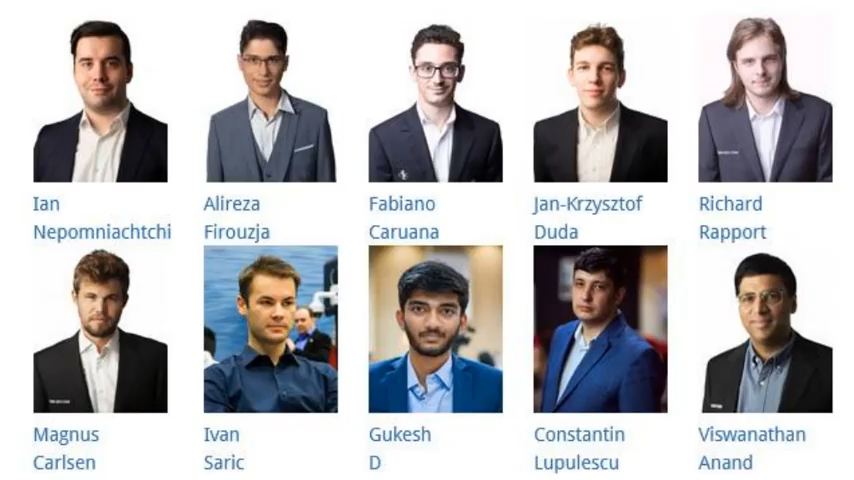 Ian
Nepomniachtchi
Alireza
Firouzja
Fabiano
Caruana
Jan-Krzysztof
Duda
Richard
Rapport
Magnus
Carlsen
Ivan
Saric
Gukesh
D
Constantin
Lupulescu
Viswanathan
Anand